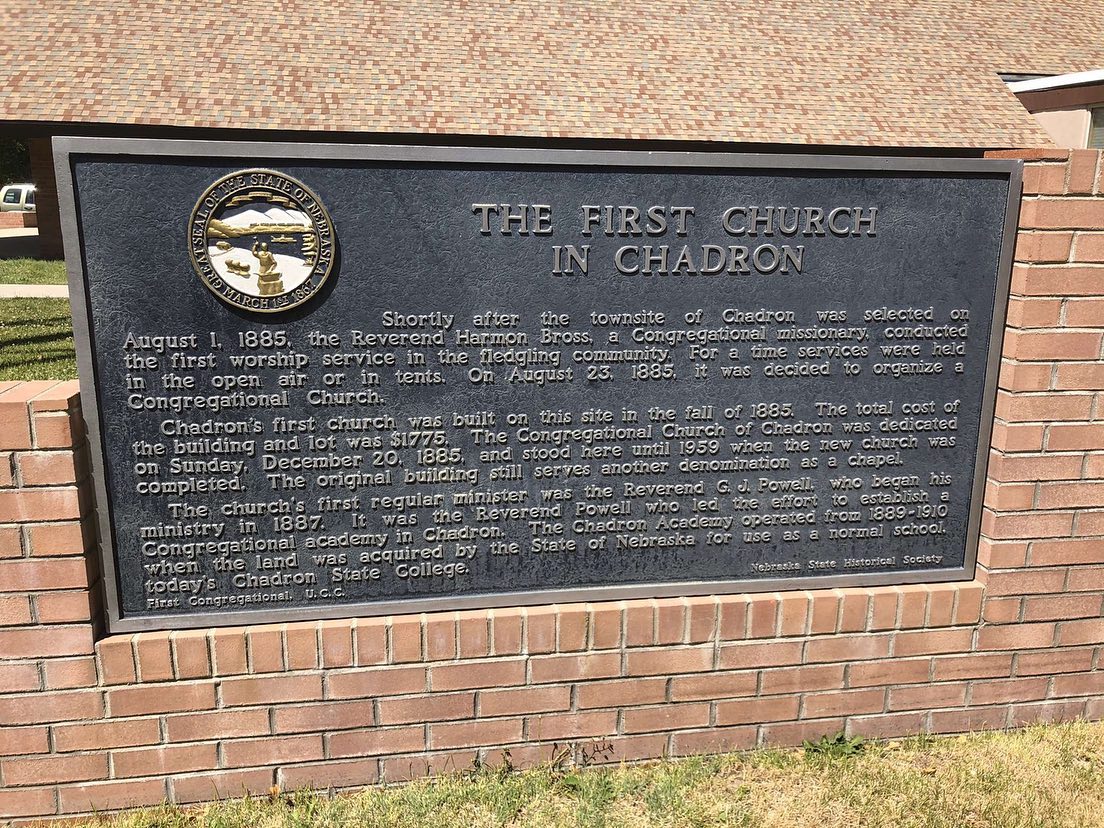 GREAT SEAL OF THE STATE OF NEBRASKA
MARCH 1ST 1867
THE FIRST CHURCH
IN CHADRON
Shortly after the townsite of Chadron was selected on
August 1, 1885, the Reverend Harmon Bross, a Congregational missionary, conducted
the first worship service in the fledgling community. For a time services were held
in the open air or in tents. On August 23, 1885, it was decided to organize a
Congregational Church.
Chadron's first church was built on this site in the fall of 1885. The total cost of
the building and lot was $1775. The Congregational Church of Chadron was dedicated
on Sunday, December 20, 1885, and stood here until 1959 when the new church was
completed. The original building still serves another denomination as a chapel.
The church's first regular minister was the Reverend G. J. Powell, who began his
ministry in 1887. It was the Reverend Powell who led the effort to establish a
Congregational academy in Chadron. The Chadron Academy operated from 1889-1910
when the land was acquired by the State of Nebraska for use as a normal school,
today's Chadron State College.
First Congregational, U.C.C.
Nebraska State Historical Society